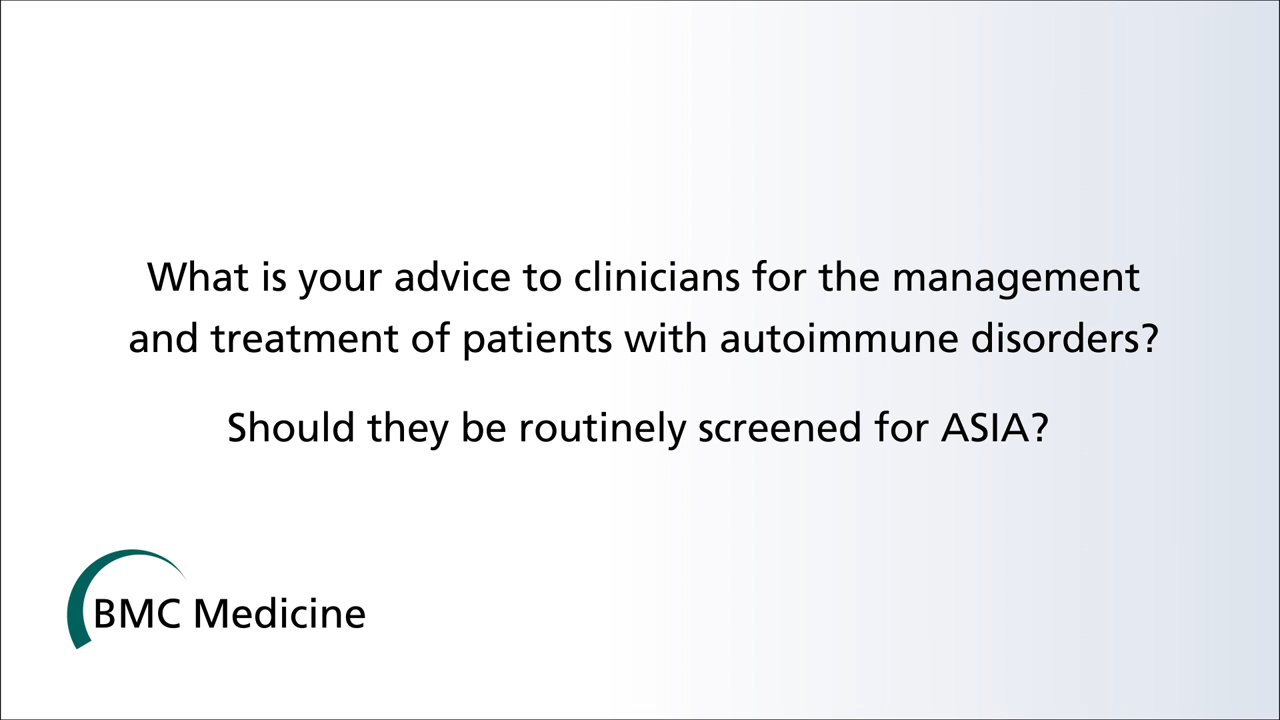 What is your advice to clinicians for the management
and treatment of patients with autoimmune disorders?
Should they be routinely screened for ASIA?
BMC Medicine